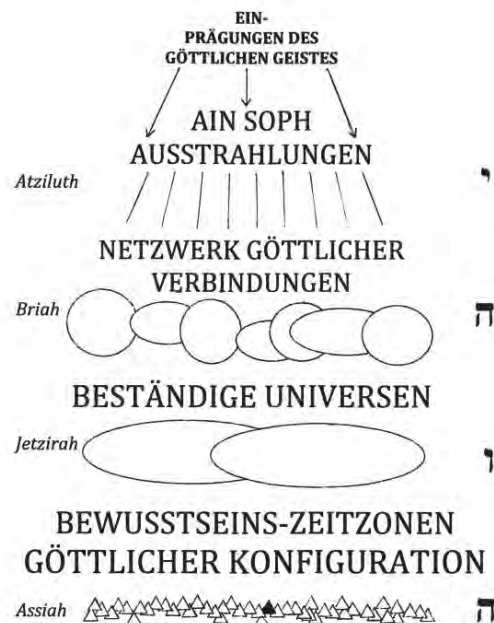 EIN-
PRÄGUNGEN DES
GÖTTLICHEN GEISTES
AIN SOPH
AUSSTRAHLUNGEN
Atziluth י
NETZWERK GÖTTLICHER
VERBINDUNGEN
Briah ה
BESTÄNDIGE UNIVERSEN
Jetzirah ו
BEWUSSTSEINS-ZEITZONEN
GÖTTLICHER KONFIGURATION
Assiah ה